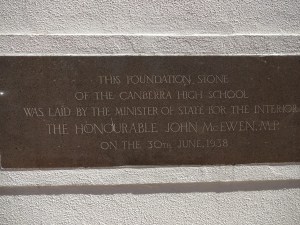 THIS FOUNDATION STONE
OF THE CANBERRA HIGH SCHOOL
WAS LAID BY THE MINISTER OF STATE FOR THE INTERIOR
THE HONOURABLE JOHN McEWEN, M.P.
ON THE 30TH JUNE, 1938